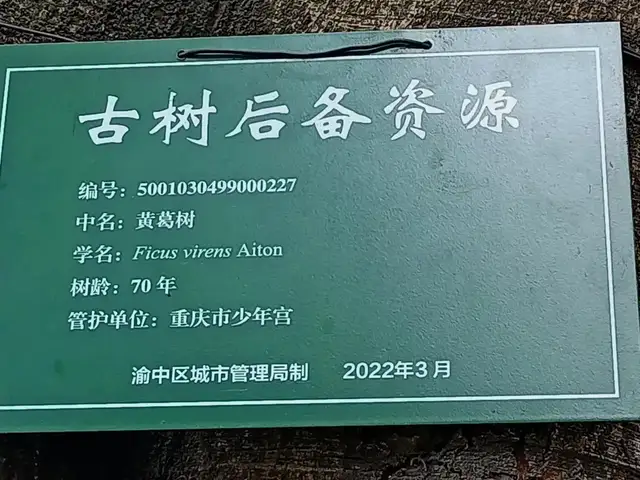 古树后备资源
编号：5001030499000227
中名：黄葛树
学名：Ficus virens Aiton
树龄：70 年
管护单位：重庆市少年宫
渝中区城市管理局制 2022年3月